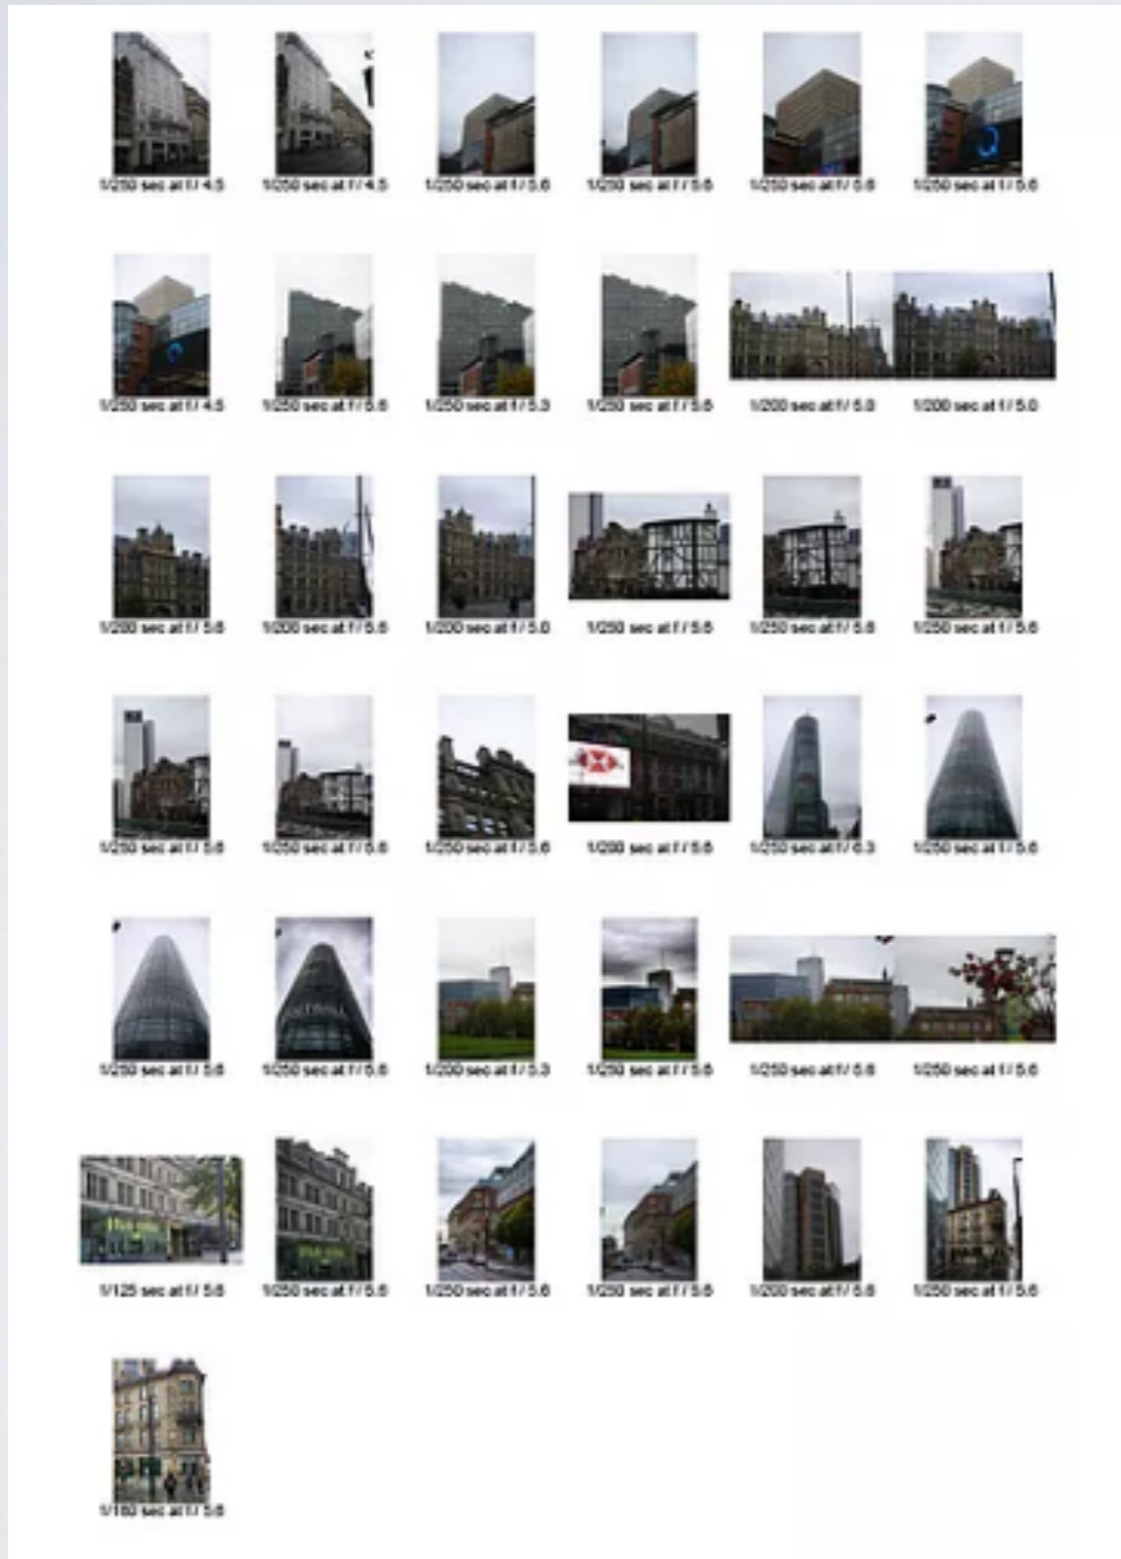 1/250 sec at f / 4.5 1/250 sec at f / 4.5 1/250 sec at f / 5.6 1/250 sec at f / 5.6 1/250 sec at f / 5.6 1/250 sec at f / 5.6
1/250 sec at f / 4.5 1/250 sec at f / 5.6 1/250 sec at f / 5.3 1/250 sec at f / 5.6 1/200 sec at f / 5.0 1/200 sec at f / 5.0
1/200 sec at f / 5.6 1/200 sec at f / 5.6 1/200 sec at f / 5.0 1/250 sec at f / 5.6 1/250 sec at f / 5.6 1/250 sec at f / 5.6
1/250 sec at f / 5.6 1/250 sec at f / 5.6 1/250 sec at f / 5.6 1/200 sec at f / 5.6 1/250 sec at f / 6.3 1/250 sec at f / 5.6
1/250 sec at f / 5.6 1/250 sec at f / 5.6 1/200 sec at f / 5.3 1/250 sec at f / 5.6 1/250 sec at f / 5.6 1/250 sec at f / 5.6
1/125 sec at f / 5.6 1/250 sec at f / 5.6 1/250 sec at f / 5.6 1/250 sec at f / 5.6 1/200 sec at f / 5.6 1/250 sec at f / 5.6
1/160 sec at f / 5.6